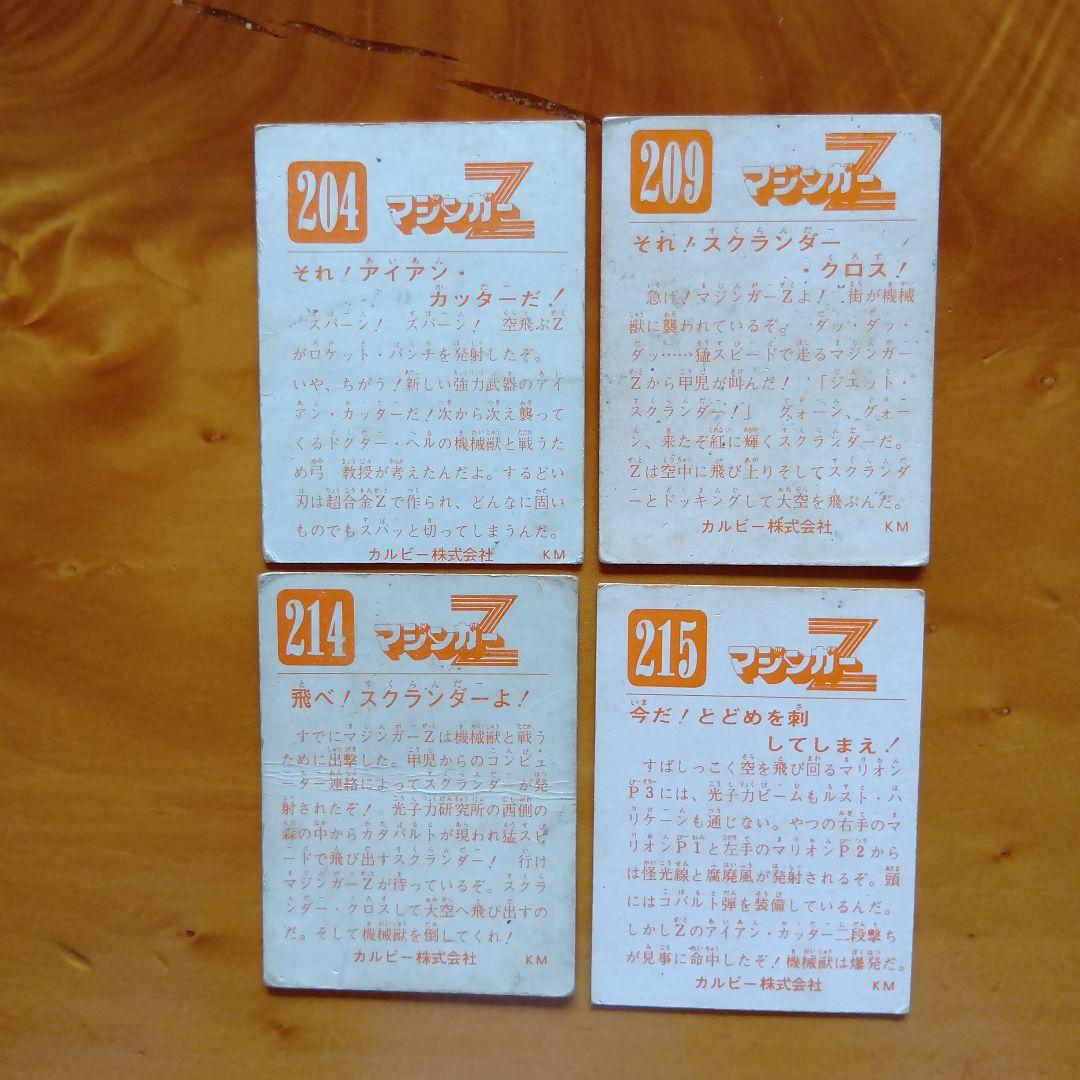 204
マジンガーZ
それ！アイアン・
カッターだ！
ズバーン！ ズバーン！ 空飛ぶZ
がロケット・パンチを発射したぞ。
いや、ちがう！新しい強力武器のアイ
アン・カッターだ！次から次え襲って
くるドクター・ヘルの機械獣と戦うた
め弓 教授が考えたんだよ。するどい
刃は超合金Zで作られ、どんなに固い
ものでもスパッと切ってしまうんだ。
カルビー株式会社 KM
209
マジンガーZ
それ！スクランダー
・クロス！
急げ！マジンガーZよ！ 街が機械
獣に襲われているぞ。 ダッ・ダッ・
ダッ……猛スピードで走るマジンガー
Zから甲児が叫んだ！ 「ジェット・
スクランダー！」 グォーン、グォー
ン、来たぞ紅に輝くスクランダーだ。
Zは空中に飛び上りそしてスクランダ
ーとドッキングして大空を飛ぶんだ。
カルビー株式会社 KM
214
マジンガーZ
飛べ！スクランダーよ！
すでにマジンガーZは機械獣と戦う
ために出撃した。甲児からのコンピュ
ーター連絡によってスクランダーが発
射されたぞ！ 光子力研究所の西側の
森の中からカタパルトが現われ猛スピ
ードで飛び出すスクランダー！ 行け
マジンガーZが待っているぞ。スクラ
ンダー・クロスして大空へ飛び出すの
だ。そして機械獣を倒してくれ！
カルビー株式会社 KM
215
マジンガーZ
今だ！とどめを刺
してしまえ！
すばしっこく空を飛び回るマリオン
P3には、光子力ビームもルスト・ハ
リケーンも通じない。やつの右手のマ
リオンP1と左手のマリオンP2から
は怪光線と腐廃風が発射されるぞ。頭
にはコバルト弾を装備しているんだ。
しかしZのアイアン・カッター二段撃ち
が見事に命中したぞ！機械獣は爆発だ。
カルビー株式会社 KM